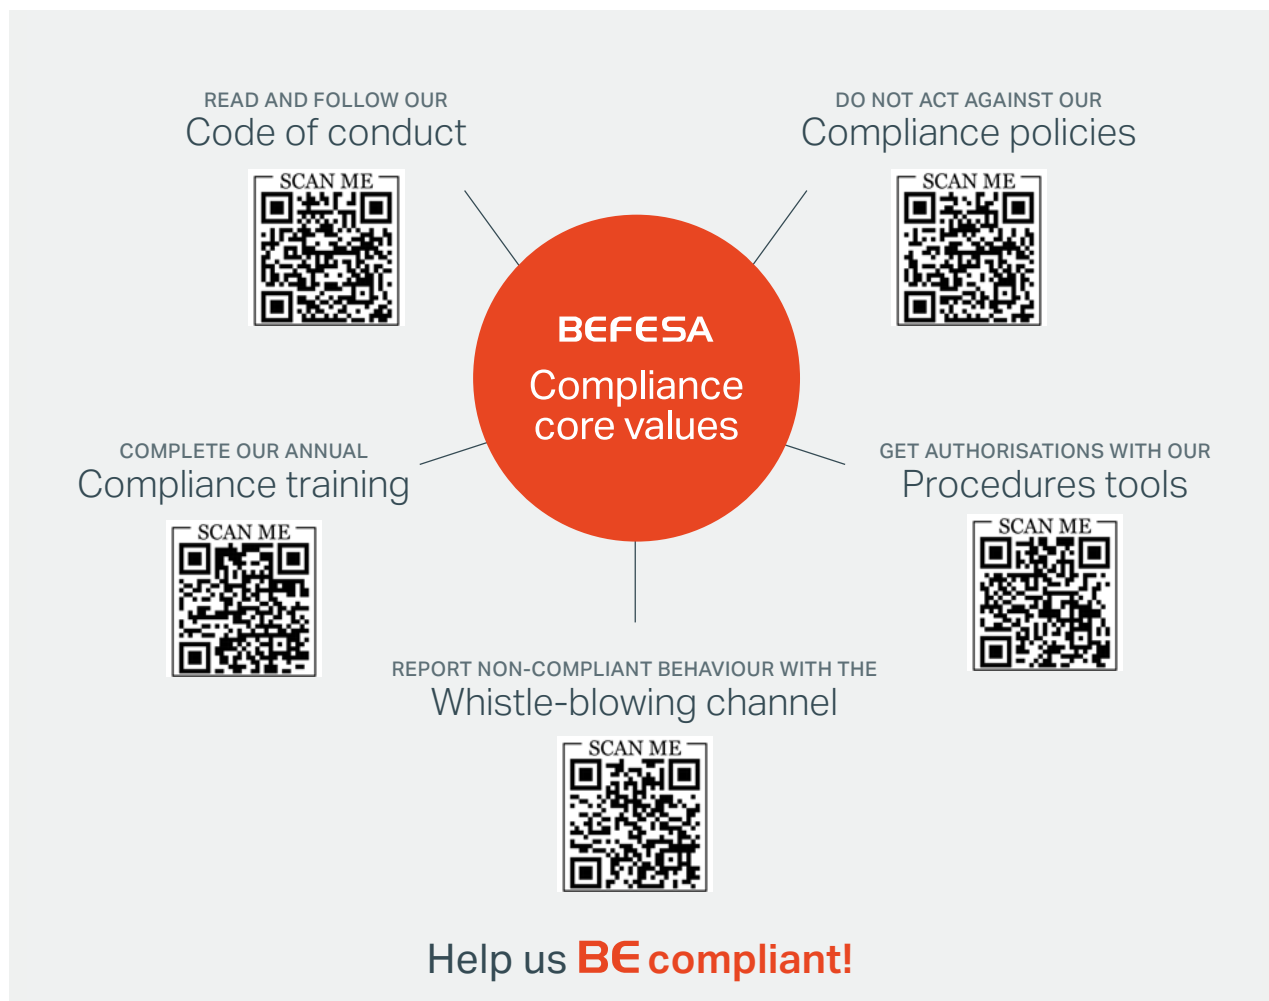 READ AND FOLLOW OUR
Code of conduct
SCAN ME
DO NOT ACT AGAINST OUR
Compliance policies
SCAN ME
BEFESA
Compliance
core values
COMPLETE OUR ANNUAL
Compliance training
SCAN ME
GET AUTHORISATIONS WITH OUR
Procedures tools
SCAN ME
REPORT NON-COMPLIANT BEHAVIOUR WITH THE
Whistle-blowing channel
SCAN ME
Help us BE compliant!